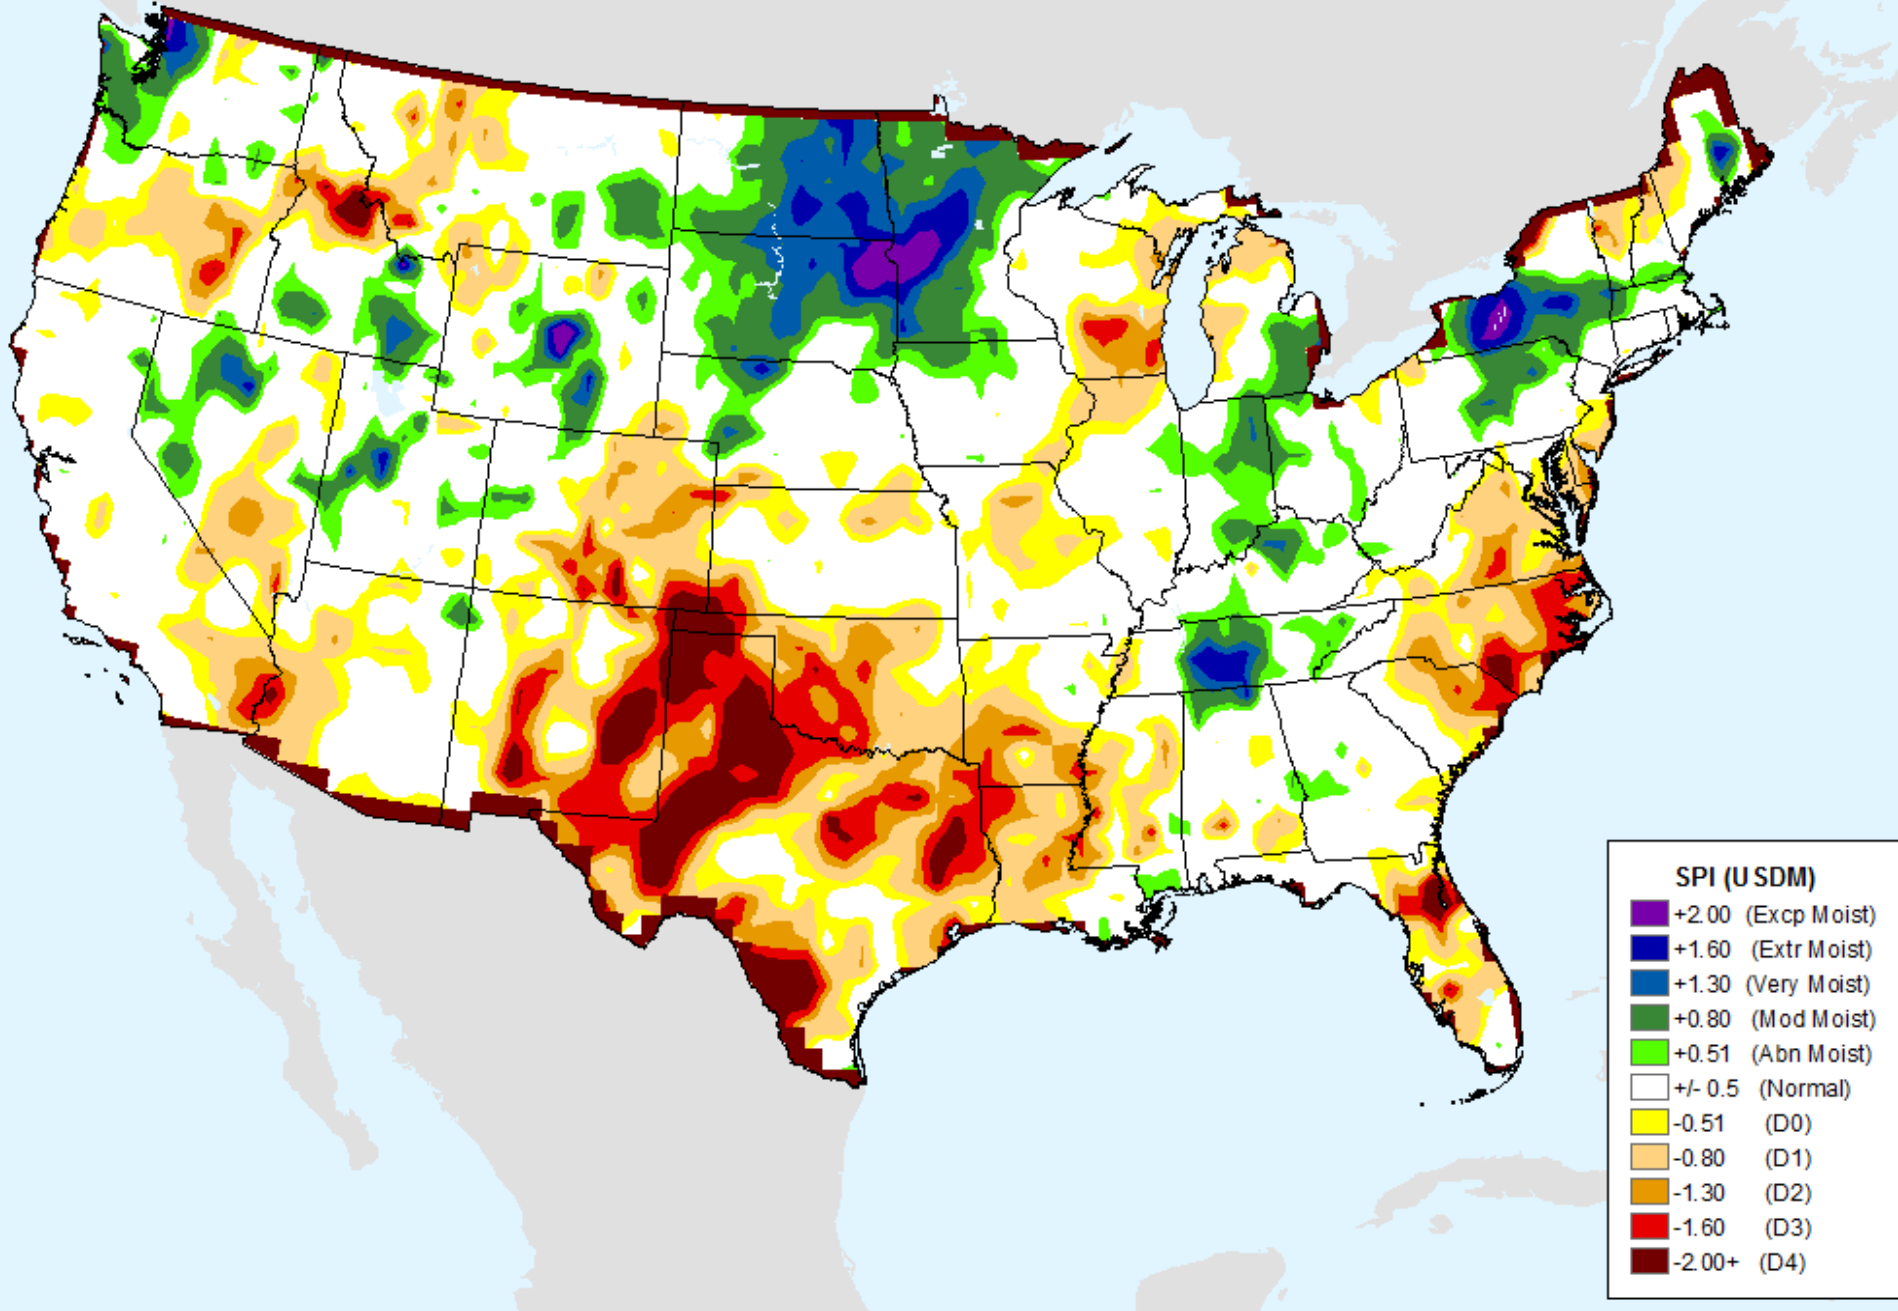 SPI (USDM)
+2.00 (Excp Moist)
+1.60 (Extr Moist)
+1.30 (Very Moist)
+0.80 (Mod Moist)
+0.51 (Abn Moist)
+/- 0.5 (Normal)
-0.51 (D0)
-0.80 (D1)
-1.30 (D2)
-1.60 (D3)
-2.00+ (D4)